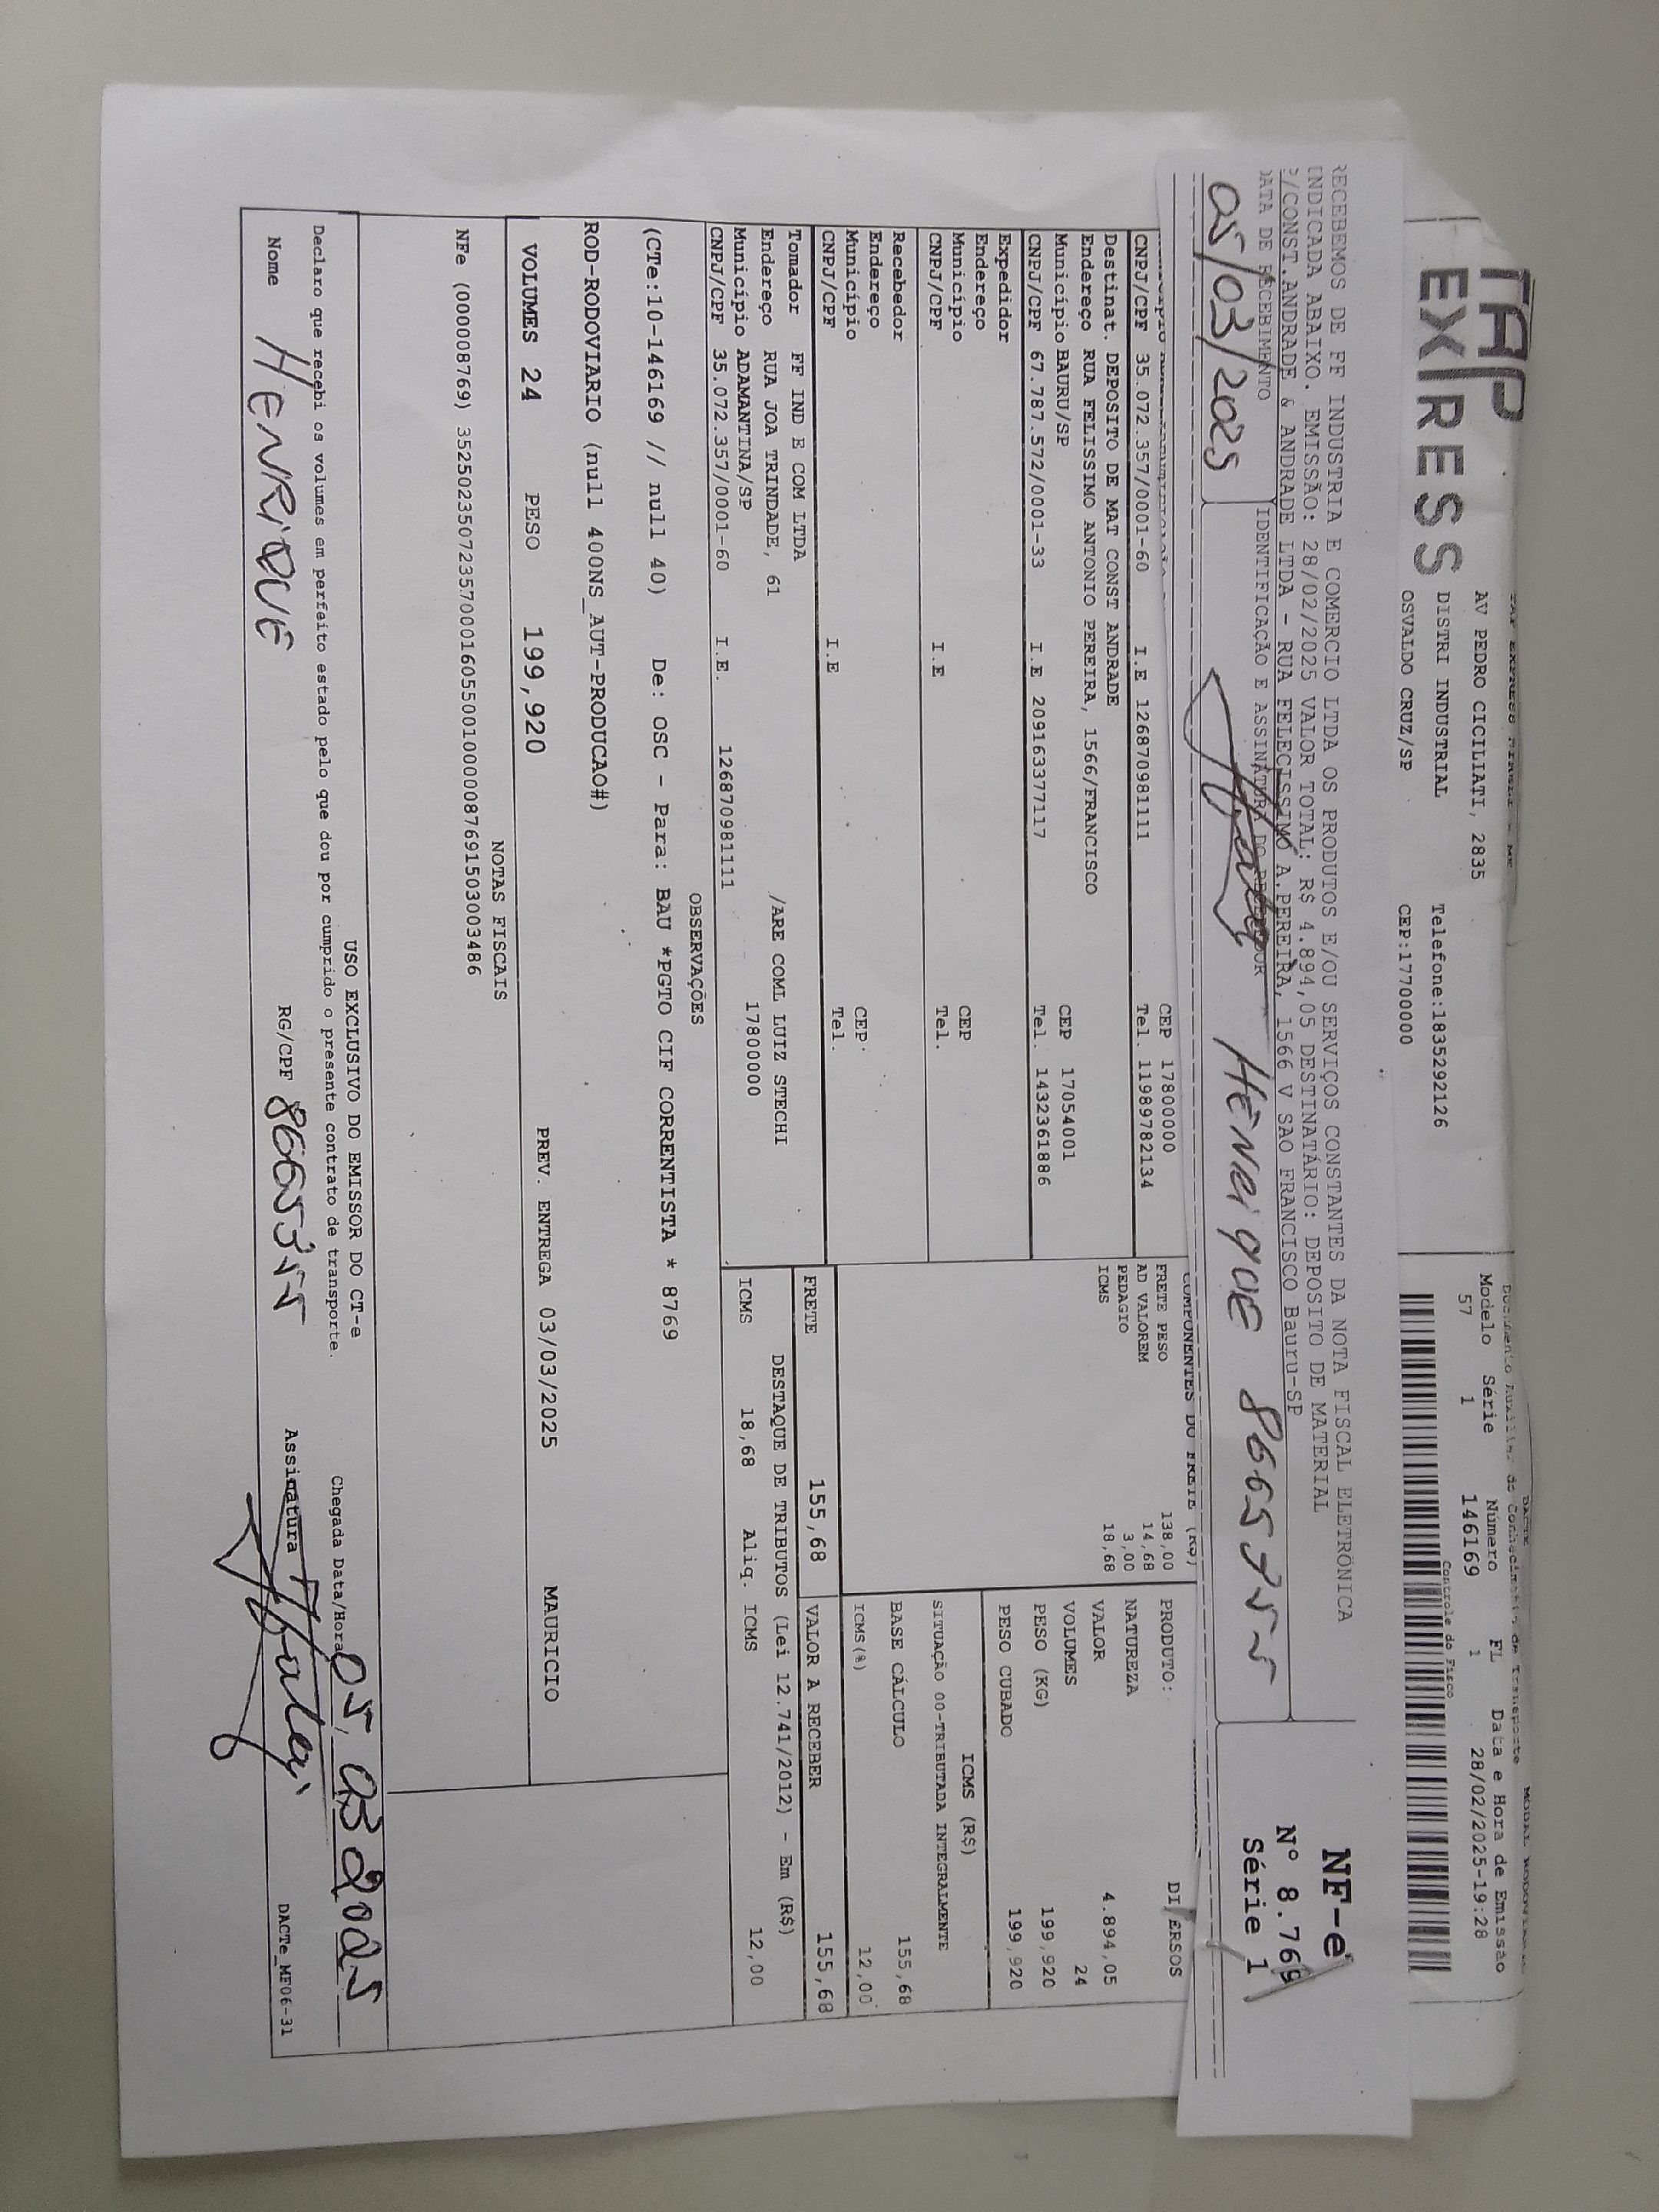 TAP
EXPRESS
AV PEDRO CICILIATI, 2835
DISTRI INDUSTRIAL Telefone:1835292126
OSVALDO CRUZ/SP CEP:17700000
DACTE
Documento Auxiliar de Conhecimento de Transporte
Modelo Série Número FL Data e Hora de Emissão
57 1 146169 1 28/02/2025-19:28
Controle do Fisco
RECEBEMOS DE FF INDUSTRIA E COMERCIO LTDA OS PRODUTOS E/OU SERVIÇOS CONSTANTES DA NOTA FISCAL ELETRÔNICA
INDICADA ABAIXO. EMISSÃO: 28/02/2025 VALOR TOTAL: R$ 4.894,05 DESTINATÁRIO: DEPOSITO DE MATERIAL
P/CONST.ANDRADE & ANDRADE LTDA - RUA FELECISSIMO A.PEREIRA, 1566 V SAO FRANCISCO Bauru-SP
DATA DE RECEBIMENTO IDENTIFICAÇÃO E ASSINATURA DO RECEBEDOR
05/03/2025 HENRIQUE
NF-e
Nº 8.769
Série 1
CEP 17800000
CNPJ/CPF 35.072.357/0001-60 I.E 126870981111 Tel. 11989782134
Destinat. DEPOSITO DE MAT CONST ANDRADE
Endereço RUA FELISSIMO ANTONIO PEREIRA, 1566/FRANCISCO
Município BAURU/SP CEP 17054001
CNPJ/CPF 67.787.572/0001-33 I.E 209163377117 Tel. 1432361886
Expedidor
Endereço
Município CEP
CNPJ/CPF I.E Tel.
Recebedor
Endereço
Município CEP
CNPJ/CPF I.E Tel.
Tomador FF IND E COM LTDA
Endereço RUA JOA TRINDADE, 61 /ARE COML LUIZ STECHI
Município ADAMANTINA/SP 17800000
CNPJ/CPF 35.072.357/0001-60 I.E. 126870981111
COMPONENTES DO FRETE (R$)
FRETE PESO 138,00
AD VALOREM 14,68
PEDAGIO 3,00
ICMS 18,68
PRODUTO: DIVERSOS
NATUREZA
VALOR 4.894,05
VOLUMES 24
PESO (KG) 199,920
PESO CUBADO 199,920
ICMS (R$)
SITUAÇÃO 00-TRIBUTADA INTEGRALMENTE
BASE CÁLCULO 155,68
ICMS(%) 12,00
FRETE 155,68 VALOR A RECEBER 155,68
DESTAQUE DE TRIBUTOS (Lei 12.741/2012) - Em (R$)
ICMS 18,68 Aliq. ICMS 12,00
OBSERVAÇÕES
(CTe:10-146169 // null 40) De: OSC - Para: BAU *PGTO CIF CORRENTISTA * 8769
ROD-RODOVIARIO (null 400NS_AUT-PRODUCAO#)
VOLUMES 24 PESO 199,920 PREV. ENTREGA 03/03/2025 MAURICIO
NOTAS FISCAIS
NFe (000008769) 35250235072357000160550010000087691503003486
USO EXCLUSIVO DO EMISSOR DO CT-e
Declaro que recebi os volumes em perfeito estado pelo que dou por cumprido o presente contrato de transporte. Chegada Data/Hora 05,03 2025
Nome HENRIQUE RG/CPF Assinatura
DACTe_MF06-31